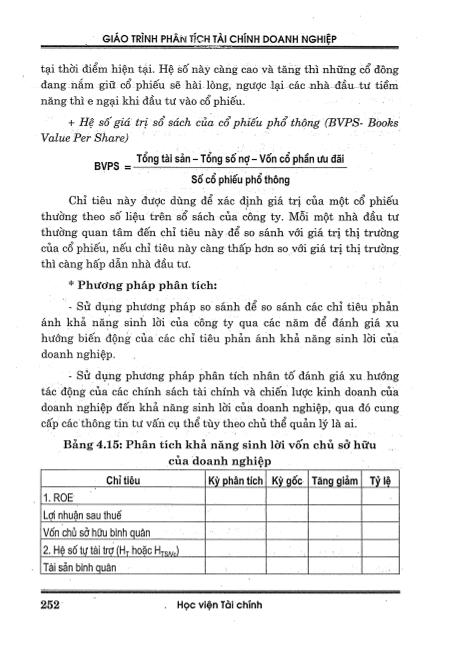 GIÁO TRÌNH PHÂN TÍCH TÀI CHÍNH DOANH NGHIỆP
tại thời điểm hiện tại. Hệ số này càng cao và tăng thì những cổ đông
đang nắm giữ cổ phiếu sẽ hài lòng, ngược lại các nhà đầu tư tiềm
năng thì e ngại khi đầu tư vào cổ phiếu.
+ Hệ số giá trị sổ sách của cổ phiếu phổ thông (BVPS- Books
Value Per Share)
BVPS = Tổng tài sản – Tổng số nợ – Vốn cổ phần ưu đãi
Số cổ phiếu phổ thông
Chỉ tiêu này được dùng để xác định giá trị của một cổ phiếu
thường theo số liệu trên sổ sách của công ty. Mỗi một nhà đầu tư
thường quan tâm đến chỉ tiêu này để so sánh với giá trị thị trường
của cổ phiếu, nếu chỉ tiêu này càng thấp hơn so với giá trị thị trường
thì càng hấp dẫn nhà đầu tư.
* Phương pháp phân tích:
- Sử dụng phương pháp so sánh để so sánh các chỉ tiêu phản
ánh khả năng sinh lời của công ty qua các năm để đánh giá xu
hướng biến động của các chỉ tiêu phản ánh khả năng sinh lời của
doanh nghiệp.
- Sử dụng phương pháp phân tích nhân tố đánh giá xu hướng
tác động của các chính sách tài chính và chiến lược kinh doanh của
doanh nghiệp đến khả năng sinh lời của doanh nghiệp, qua đó cung
cấp các thông tin tư vấn cụ thể tùy theo chủ thể quản lý là ai.
Bảng 4.15: Phân tích khả năng sinh lời vốn chủ sở hữu
của doanh nghiệp
Chỉ tiêu Kỳ phân tích Kỳ gốc Tăng giảm Tỷ lệ
1. ROE
Lợi nhuận sau thuế
Vốn chủ sở hữu bình quân
2. Hệ số tự tài trợ (H_T hoặc H_TSNC)
Tài sản bình quân
252 Học viện Tài chính